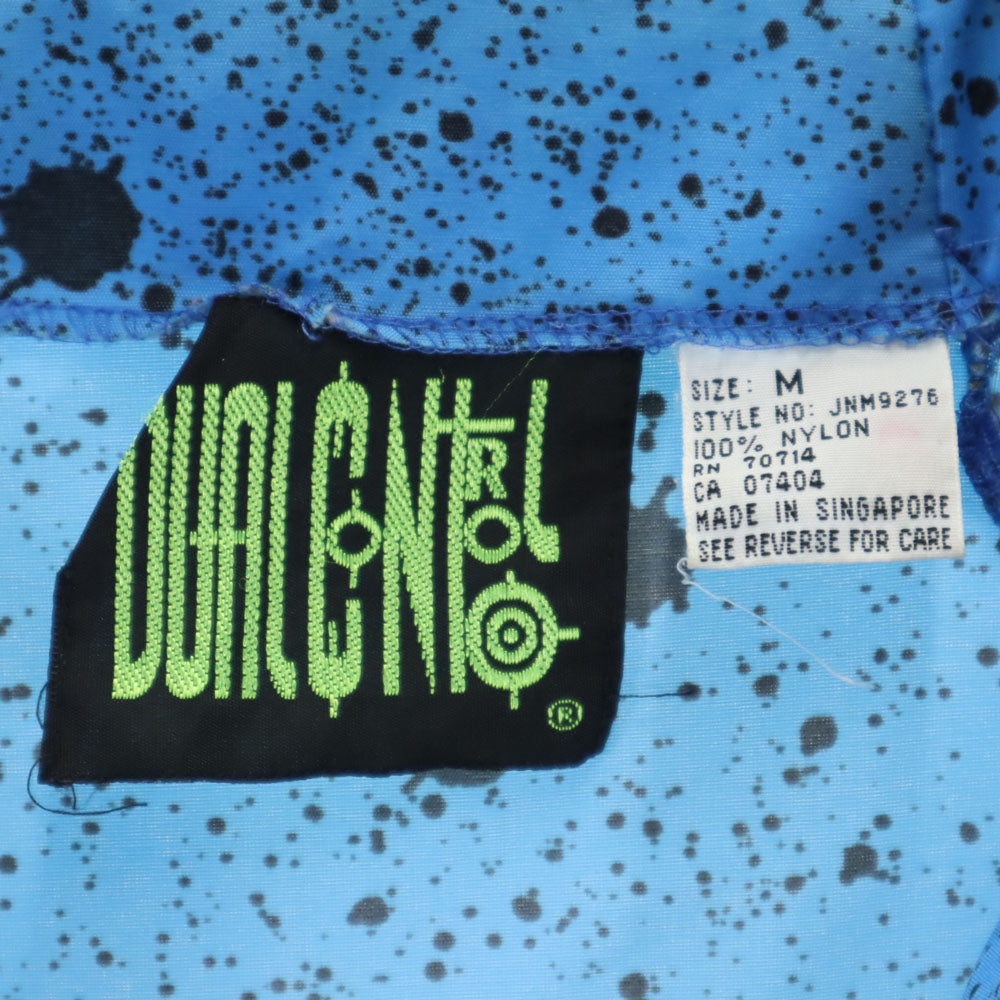 DUAL CONTROL
®
SIZE: M
STYLE NO: JNM9276
100% NYLON
RN 70714
CA 07404
MADE IN SINGAPORE
SEE REVERSE FOR CARE